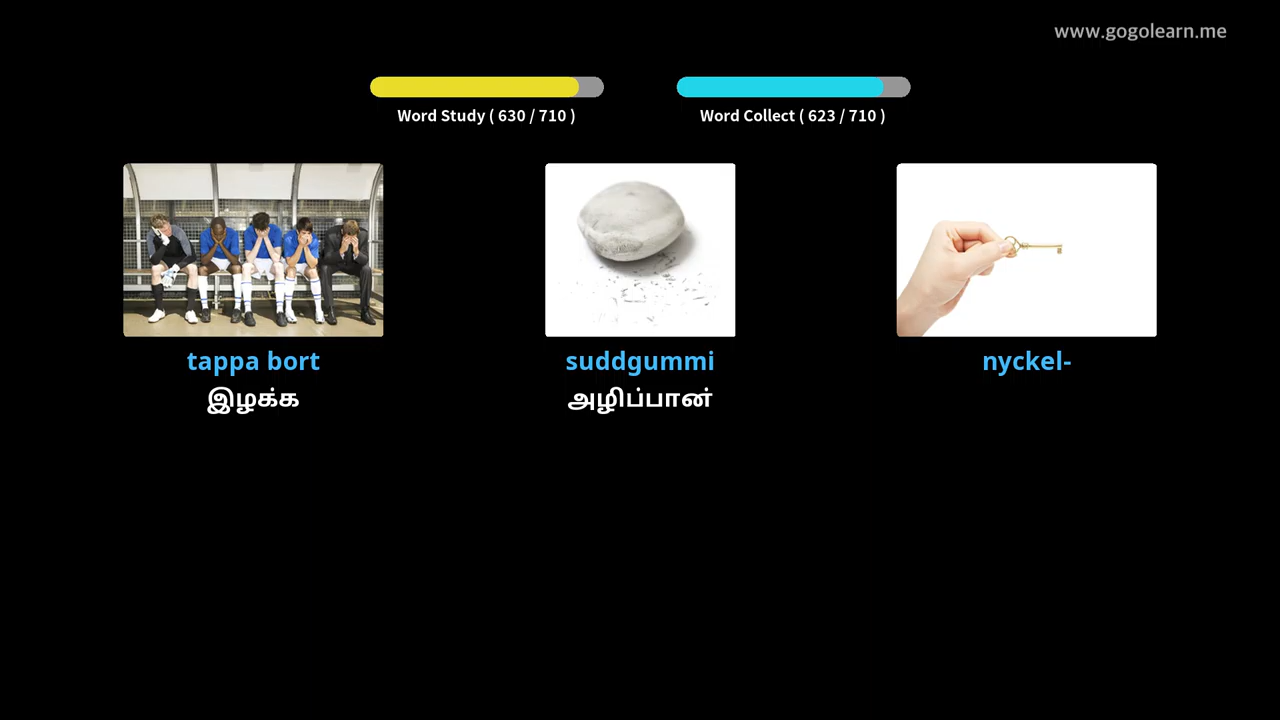 www.gogolearn.me
Word Study ( 630 / 710 )
Word Collect ( 623 / 710 )
tappa bort
suddgummi
nyckel-
இழக்க
அழிப்பான்